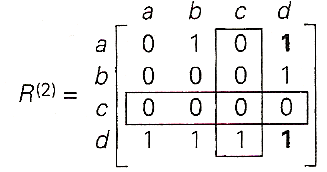 a b c d
a 0 1 0 1
b 0 0 0 1
R(2) =
c 0 0 0 0
d 1 1 1 1